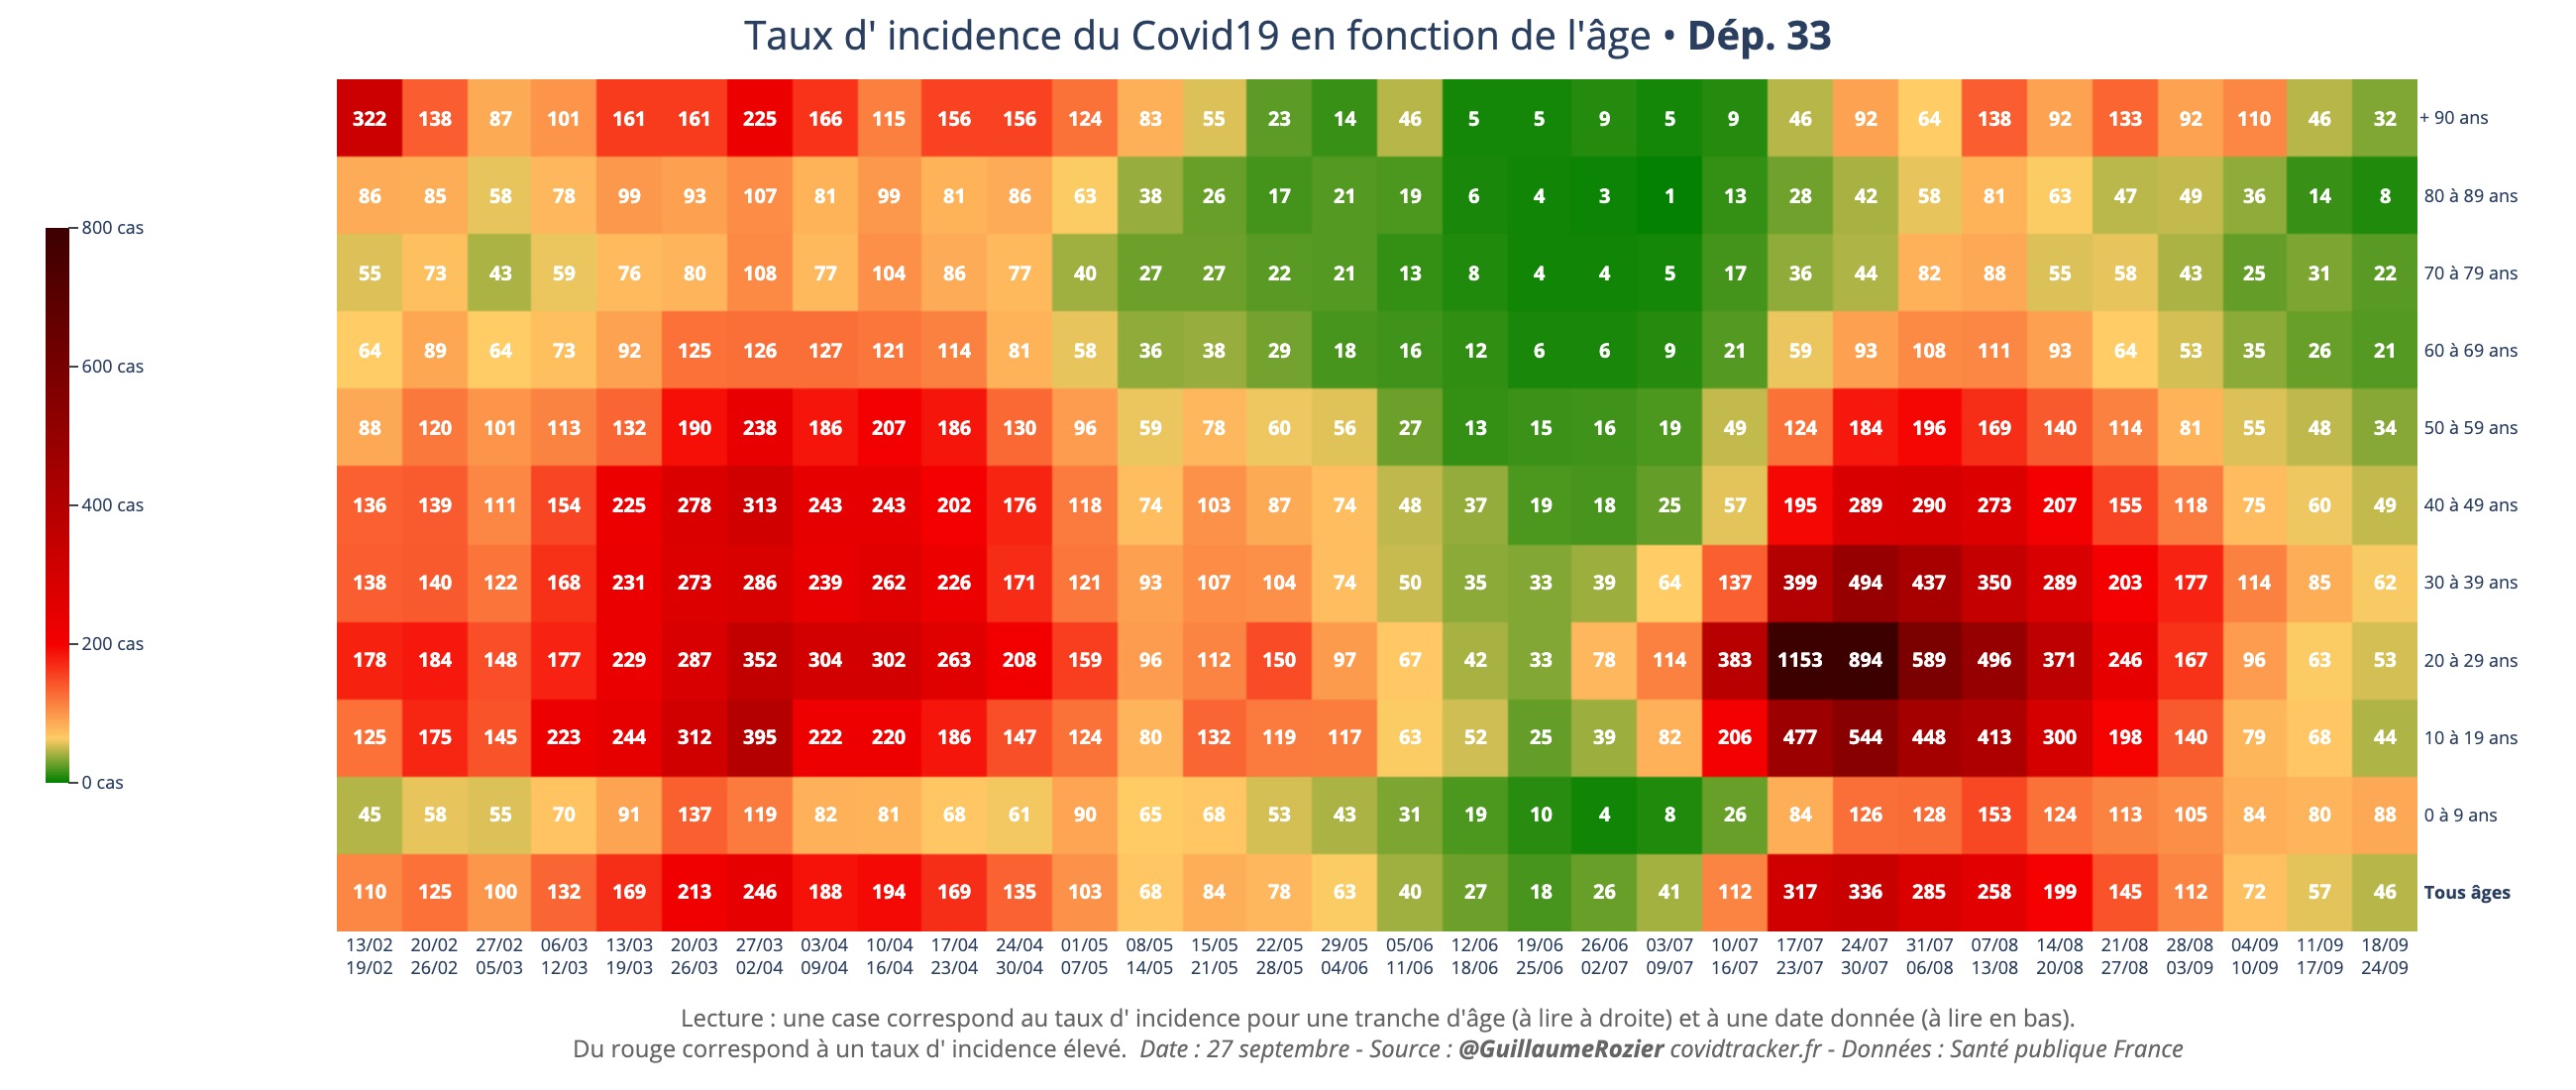 Taux d' incidence du Covid19 en fonction de l'âge • Dép. 33
322 138 87 101 161 161 225 166 115 156 156 124 83 55 23 14 46 5 5 9 5 9 46 92 64 138 92 133 92 110 46 32 + 90 ans
86 85 58 78 99 93 107 81 99 81 86 63 38 26 17 21 19 6 4 3 1 13 28 42 58 81 63 47 49 36 14 8 80 à 89 ans
800 cas
55 73 43 59 76 80 108 77 104 86 77 40 27 27 22 21 13 8 4 4 5 17 36 44 82 88 55 58 43 25 31 22 70 à 79 ans
64 89 64 73 92 125 126 127 121 114 81 58 36 38 29 18 16 12 6 6 9 21 59 93 108 111 93 64 53 35 26 21 60 à 69 ans
600 cas
88 120 101 113 132 190 238 186 207 186 130 96 59 78 60 56 27 13 15 16 19 49 124 184 196 169 140 114 81 55 48 34 50 à 59 ans
400 cas
136 139 111 154 225 278 313 243 243 202 176 118 74 103 87 74 48 37 19 18 25 57 195 289 290 273 207 155 118 75 60 49 40 à 49 ans
138 140 122 168 231 273 286 239 262 226 171 121 93 107 104 74 50 35 33 39 64 137 399 494 437 350 289 203 177 114 85 62 30 à 39 ans
200 cas
178 184 148 177 229 287 352 304 302 263 208 159 96 112 150 97 67 42 33 78 114 383 1153 894 589 496 371 246 167 96 63 53 20 à 29 ans
125 175 145 223 244 312 395 222 220 186 147 124 80 132 119 117 63 52 25 39 82 206 477 544 448 413 300 198 140 79 68 44 10 à 19 ans
0 cas
45 58 55 70 91 137 119 82 81 68 61 90 65 68 53 43 31 19 10 4 8 26 84 126 128 153 124 113 105 84 80 88 0 à 9 ans
110 125 100 132 169 213 246 188 194 169 135 103 68 84 78 63 40 27 18 26 41 112 317 336 285 258 199 145 112 72 57 46 Tous âges
13/02 20/02 27/02 06/03 13/03 20/03 27/03 03/04 10/04 17/04 24/04 01/05 08/05 15/05 22/05 29/05 05/06 12/06 19/06 26/06 03/07 10/07 17/07 24/07 31/07 07/08 14/08 21/08 28/08 04/09 11/09 18/09
19/02 26/02 05/03 12/03 19/03 26/03 02/04 09/04 16/04 23/04 30/04 07/05 14/05 21/05 28/05 04/06 11/06 18/06 25/06 02/07 09/07 16/07 23/07 30/07 06/08 13/08 20/08 27/08 03/09 10/09 17/09 24/09
Lecture : une case correspond au taux d' incidence pour une tranche d'âge (à lire à droite) et à une date donnée (à lire en bas).
Du rouge correspond à un taux d' incidence élevé. Date : 27 septembre - Source : @GuillaumeRozier covidtracker.fr - Données : Santé publique France